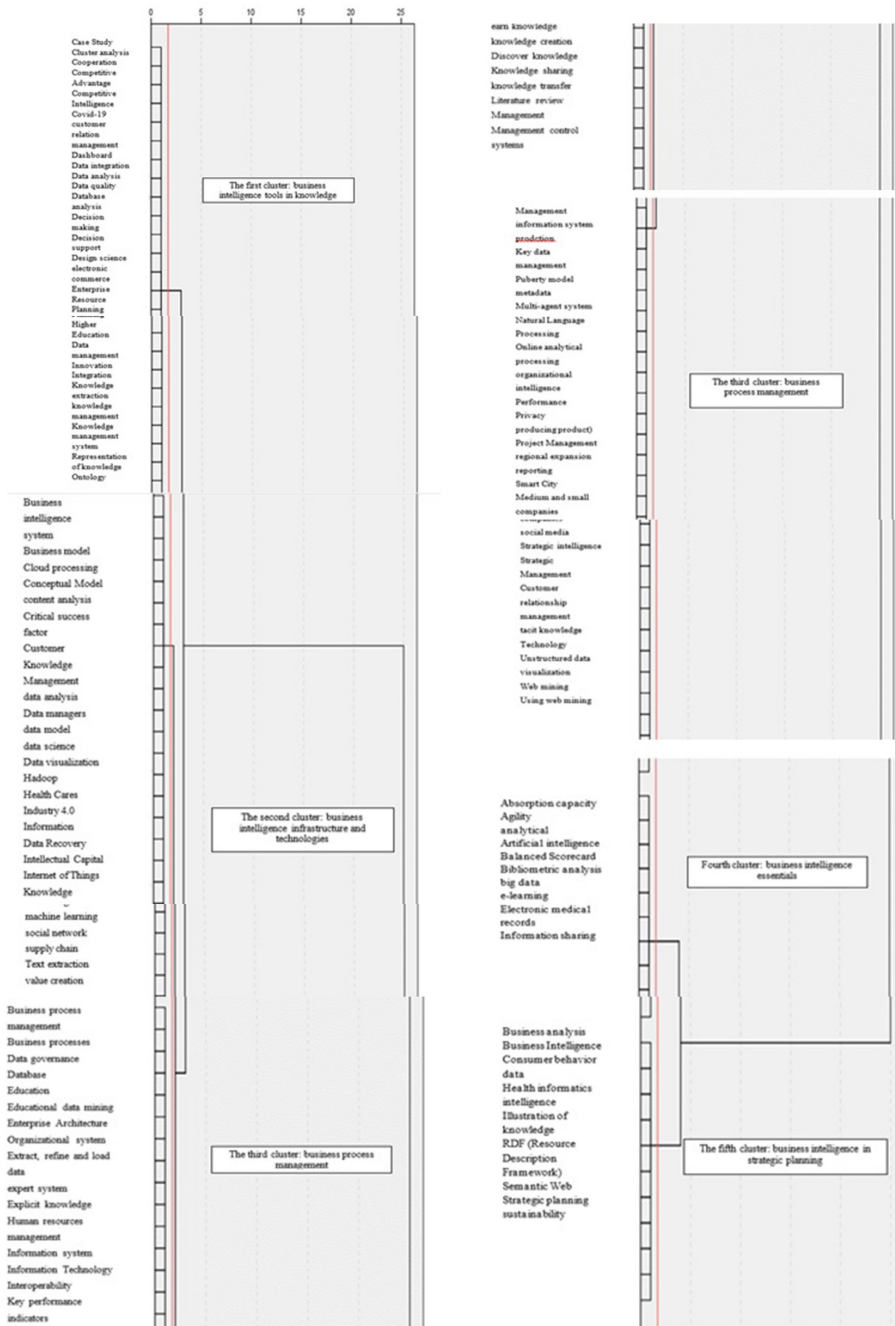 0 5 10 15 20 25
Case Study
Cluster analysis
Cooperation
Competitive
Advantage
Competitive
Intelligence
Covid-19
customer
relation
management
Dashboard
Data integration
Data analysis
Data quality
Database
analysis
Decision
making
Decision
support
Design science
electronic
commerce
Enterprise
Resource
Planning
The first cluster: business
intelligence tools in knowledge
Higher
Education
Data
management
Innovation
Integration
Knowledge
extraction
knowledge
management
Knowledge
management
system
Representation
of knowledge
Ontology
Business
intelligence
system
Business model
Cloud processing
Conceptual Model
content analysis
Critical success
factor
Customer
Knowledge
Management
data analysis
Data managers
data model
data science
Data visualization
Hadoop
Health Cares
Industry 4.0
Information
Data Recovery
Intellectual Capital
Internet of Things
Knowledge
The second cluster: business
intelligence infrastructure and
technologies
machine learning
social network
supply chain
Text extraction
value creation
Business process
management
Business processes
Data governance
Database
Education
Educational data mining
Enterprise Architecture
Organizational system
Extract, refine and load
data
expert system
Explicit knowledge
Human resources
management
Information system
Information Technology
Interoperability
Key performance
indicators
The third cluster: business process
management
earn knowledge
knowledge creation
Discover knowledge
Knowledge sharing
knowledge transfer
Literature review
Management
Management control
systems
Management
information system
prodction
Key data
management
Puberty model
metadata
Multi-agent system
Natural Language
Processing
Online analytical
processing
organizational
intelligence
Performance
Privacy
producing product)
Project Management
regional expansion
reporting
Smart City
Medium and small
companies
The third cluster: business
process management
social media
Strategic intelligence
Strategic
Management
Customer
relationship
management
tacit knowledge
Technology
Unstructured data
visualization
Web mining
Using web mining
Absorption capacity
Agility
analytical
Artificial intelligence
Balanced Scorecard
Bibliometric analysis
big data
e-learning
Electronic medical
records
Information sharing
Fourth cluster: business intelligence
essentials
Business analysis
Business Intelligence
Consumer behavior
data
Health informatics
intelligence
Illustration of
knowledge
RDF (Resource
Description
Framework)
Semantic Web
Strategic planning
sustainability
The fifth cluster: business intelligence in
strategic planning